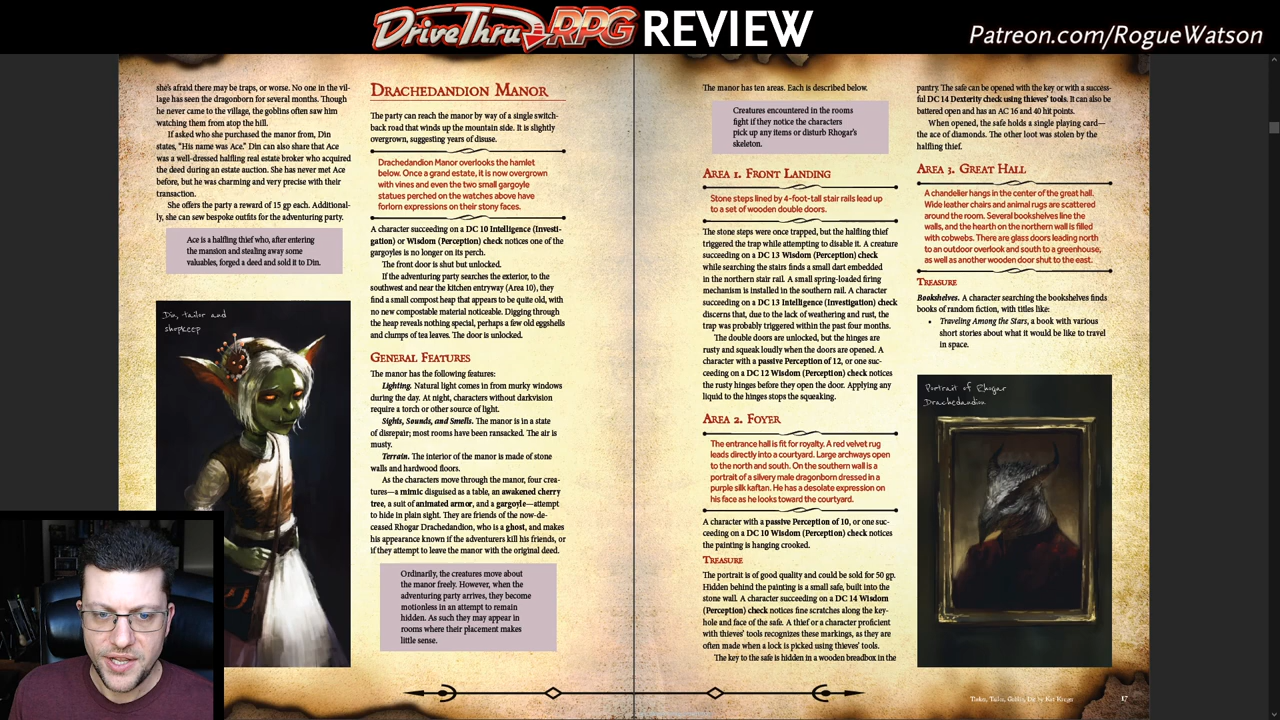 DriveThruRPG REVIEW
Patreon.com/RogueWatson
she's afraid there may be traps, or worse. No one in the vil-
lage has seen the dragonborn for several months. Though
he never came to the village, the goblins often saw him
watching them from atop the hill.
If asked who she purchased the manor from, Din
states, "His name was Ace." Din can also share that Ace
was a well-dressed halfling real estate broker who acquired
the deed during an estate auction. She has never met Ace
before, but he was charming and very precise with their
transaction.
She offers the party a reward of 15 gp each. Additional-
ly, she can sew bespoke outfits for the adventuring party.
Ace is a halfling thief who, after entering
the mansion and stealing away some
valuables, forged a deed and sold it to Din.
Din, tailor and
shopkeep
Drachedandion Manor
The party can reach the manor by way of a single switch-
back road that winds up the mountain side. It is slightly
overgrown, suggesting years of disuse.
Drachedandion Manor overlooks the hamlet
below. Once a grand estate, it is now overgrown
with vines and even the two small gargoyle
statues perched on the watches above have
forlorn expressions on their stony faces.
A character succeeding on a DC 10 Intelligence (Investi-
gation) or Wisdom (Perception) check notices one of the
gargoyles is no longer on its perch.
The front door is shut but unlocked.
If the adventuring party searches the exterior, to the
southwest and near the kitchen entryway (Area 10), they
find a small compost heap that appears to be quite old, with
no new compostable material noticeable. Digging through
the heap reveals nothing special, perhaps a few old eggshells
and clumps of tea leaves. The door is unlocked.
General Features
The manor has the following features:
Lighting. Natural light comes in from murky windows
during the day. At night, characters without darkvision
require a torch or other source of light.
Sights, Sounds, and Smells. The manor is in a state
of disrepair; most rooms have been ransacked. The air is
musty.
Terrain. The interior of the manor is made of stone
walls and hardwood floors.
As the characters move through the manor, four crea-
tures—a mimic disguised as a table, an awakened cherry
tree, a suit of animated armor, and a gargoyle—attempt
to hide in plain sight. They are friends of the now-de-
ceased Rhogar Drachedandion, who is a ghost, and makes
his appearance known if the adventurers kill his friends, or
if they attempt to leave the manor with the original deed.
Ordinarily, the creatures move about
the manor freely. However, when the
adventuring party arrives, they become
motionless in an attempt to remain
hidden. As such they may appear in
rooms where their placement makes
little sense.
The manor has ten areas. Each is described below.
Creatures encountered in the rooms
fight if they notice the characters
pick up any items or disturb Rhogar's
skeleton.
Area 1. Front Landing
Stone steps lined by 4-foot-tall stair rails lead up
to a set of wooden double doors.
The stone steps were once trapped, but the halfling thief
triggered the trap while attempting to disable it. A creature
succeeding on a DC 13 Wisdom (Perception) check
while searching the stairs finds a small dart embedded
in the northern stair rail. A small spring-loaded firing
mechanism is installed in the southern rail. A character
succeeding on a DC 13 Intelligence (Investigation) check
discerns that, due to the lack of weathering and rust, the
trap was probably triggered within the past four months.
The double doors are unlocked, but the hinges are
rusty and squeak loudly when the doors are opened. A
character with a passive Perception of 12, or one suc-
ceeding on a DC 12 Wisdom (Perception) check notices
the rusty hinges before they open the door. Applying any
liquid to the hinges stops the squeaking.
Area 2. Foyer
The entrance hall is fit for royalty. A red velvet rug
leads directly into a courtyard. Large archways open
to the north and south. On the southern wall is a
portrait of a silvery male dragonborn dressed in a
purple silk kaftan. He has a desolate expression on
his face as he looks toward the courtyard.
A character with a passive Perception of 10, or one suc-
ceeding on a DC 10 Wisdom (Perception) check notices
the painting is hanging crooked.
Treasure
The portrait is of good quality and could be sold for 50 gp.
Hidden behind the painting is a small safe, built into the
stone wall. A character succeeding on a DC 14 Wisdom
(Perception) check notices fine scratches along the key-
hole and face of the safe. A thief or a character proficient
with thieves' tools recognizes these markings, as they are
often made when a lock is picked using thieves' tools.
The key to the safe is hidden in a wooden breadbox in the
pantry. The safe can be opened with the key or with a success-
ful DC 14 Dexterity check using thieves' tools. It can also be
battered open and has an AC 16 and 40 hit points.
When opened, the safe holds a single playing card—
the ace of diamonds. The other loot was stolen by the
halfling thief.
Area 3. Great Hall
A chandelier hangs in the center of the great hall.
Wide leather chairs and animal rugs are scattered
around the room. Several bookshelves line the
walls, and the hearth on the northern wall is filled
with cobwebs. There are glass doors leading north
to an outdoor overlook and south to a greenhouse,
as well as another wooden door shut to the east.
Treasure
Bookshelves. A character searching the bookshelves finds
books of random fiction, with titles like:
• Traveling Among the Stars, a book with various
short stories about what it would be like to travel
in space.
Portrait of Rhogar
Drachedandion
Tinker, Tailor, Goblin, Die by Kat Kruger
17